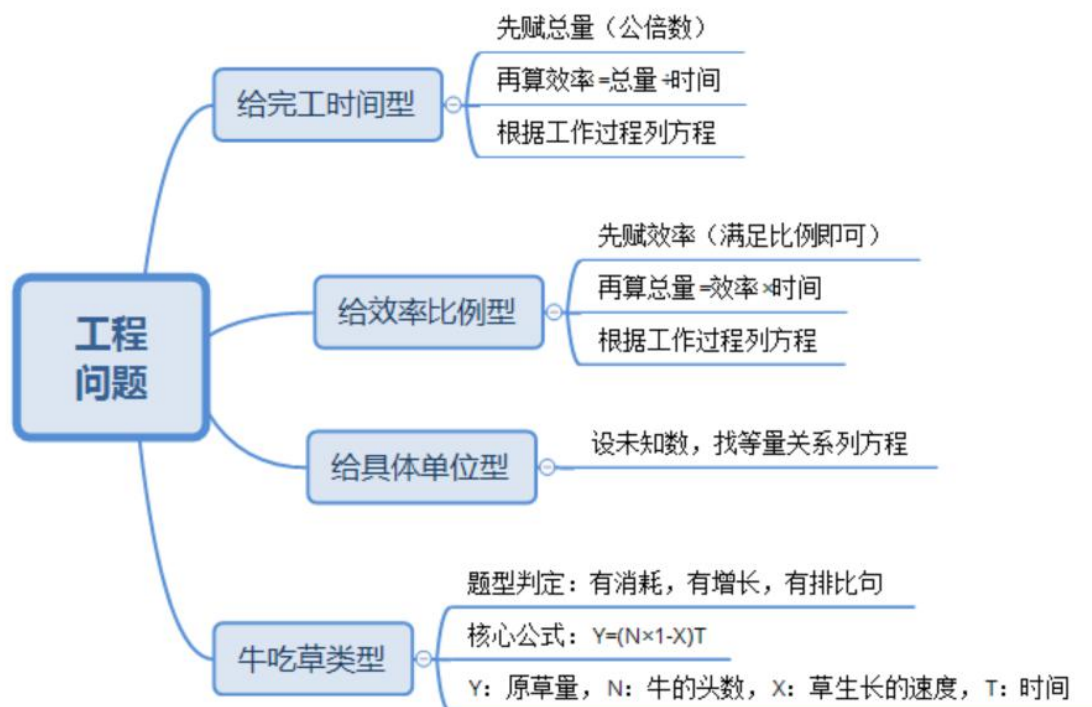 工程
问题
给完工时间型
先赋总量（公倍数）
再算效率=总量÷时间
根据工作过程列方程
给效率比例型
先赋效率（满足比例即可）
再算总量=效率×时间
根据工作过程列方程
给具体单位型
设未知数，找等量关系列方程
牛吃草类型
题型判定：有消耗，有增长，有排比句
核心公式：Y=(N×1-X)T
Y：原草量，N：牛的头数，X：草生长的速度，T：时间